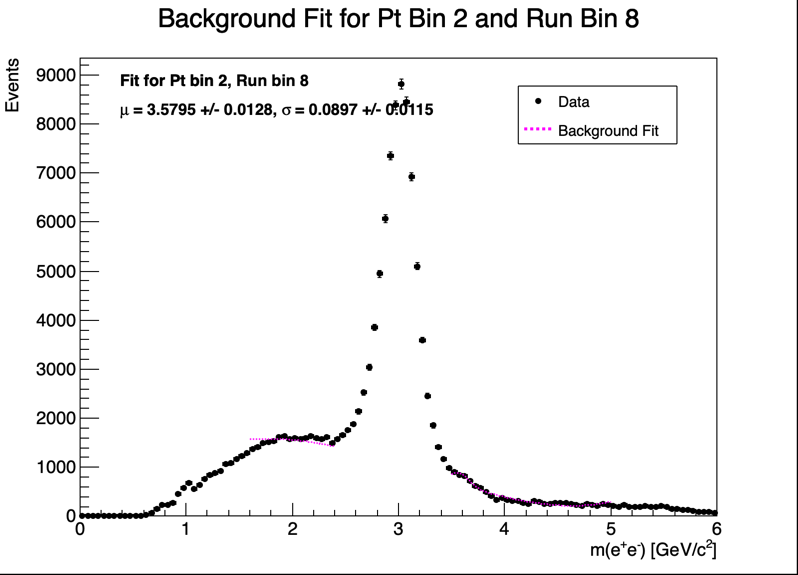 Background Fit for Pt Bin 2 and Run Bin 8
Events
9000
8000
7000
6000
5000
4000
3000
2000
1000
0
Fit for Pt bin 2, Run bin 8
μ = 3.5795 +/- 0.0128, σ = 0.0897 +/- 0.0115
Data
Background Fit
0 1 2 3 4 5 6
m(e⁺e⁻) [GeV/c²]